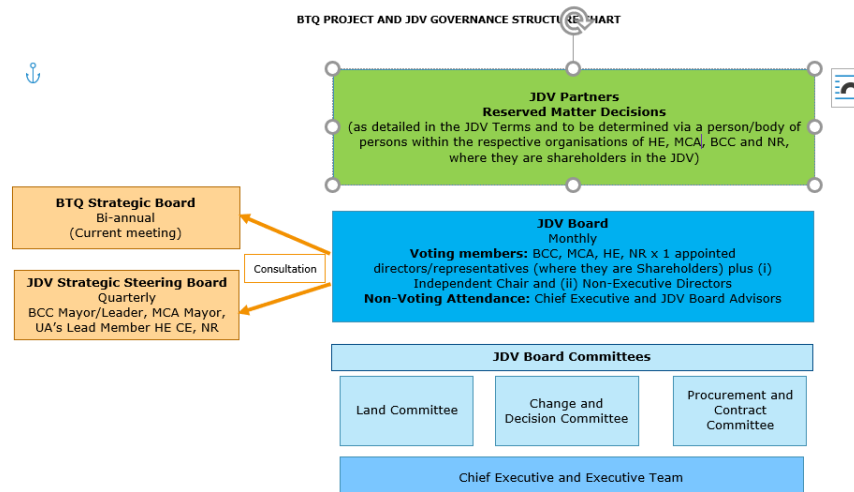 BTQ PROJECT AND JDV GOVERNANCE STRUCTURE CHART
JDV Partners
Reserved Matter Decisions
(as detailed in the JDV Terms and to be determined via a person/body of
persons within the respective organisations of HE, MCA, BCC and NR,
where they are shareholders in the JDV)
BTQ Strategic Board
Bi-annual
(Current meeting)
JDV Strategic Steering Board
Quarterly
BCC Mayor/Leader, MCA Mayor,
UA's Lead Member HE CE, NR
Consultation
JDV Board
Monthly
Voting members: BCC, MCA, HE, NR x 1 appointed
directors/representatives (where they are Shareholders) plus (i)
Independent Chair and (ii) Non-Executive Directors
Non-Voting Attendance: Chief Executive and JDV Board Advisors
JDV Board Committees
Land Committee
Change and
Decision Committee
Procurement and
Contract
Committee
Chief Executive and Executive Team